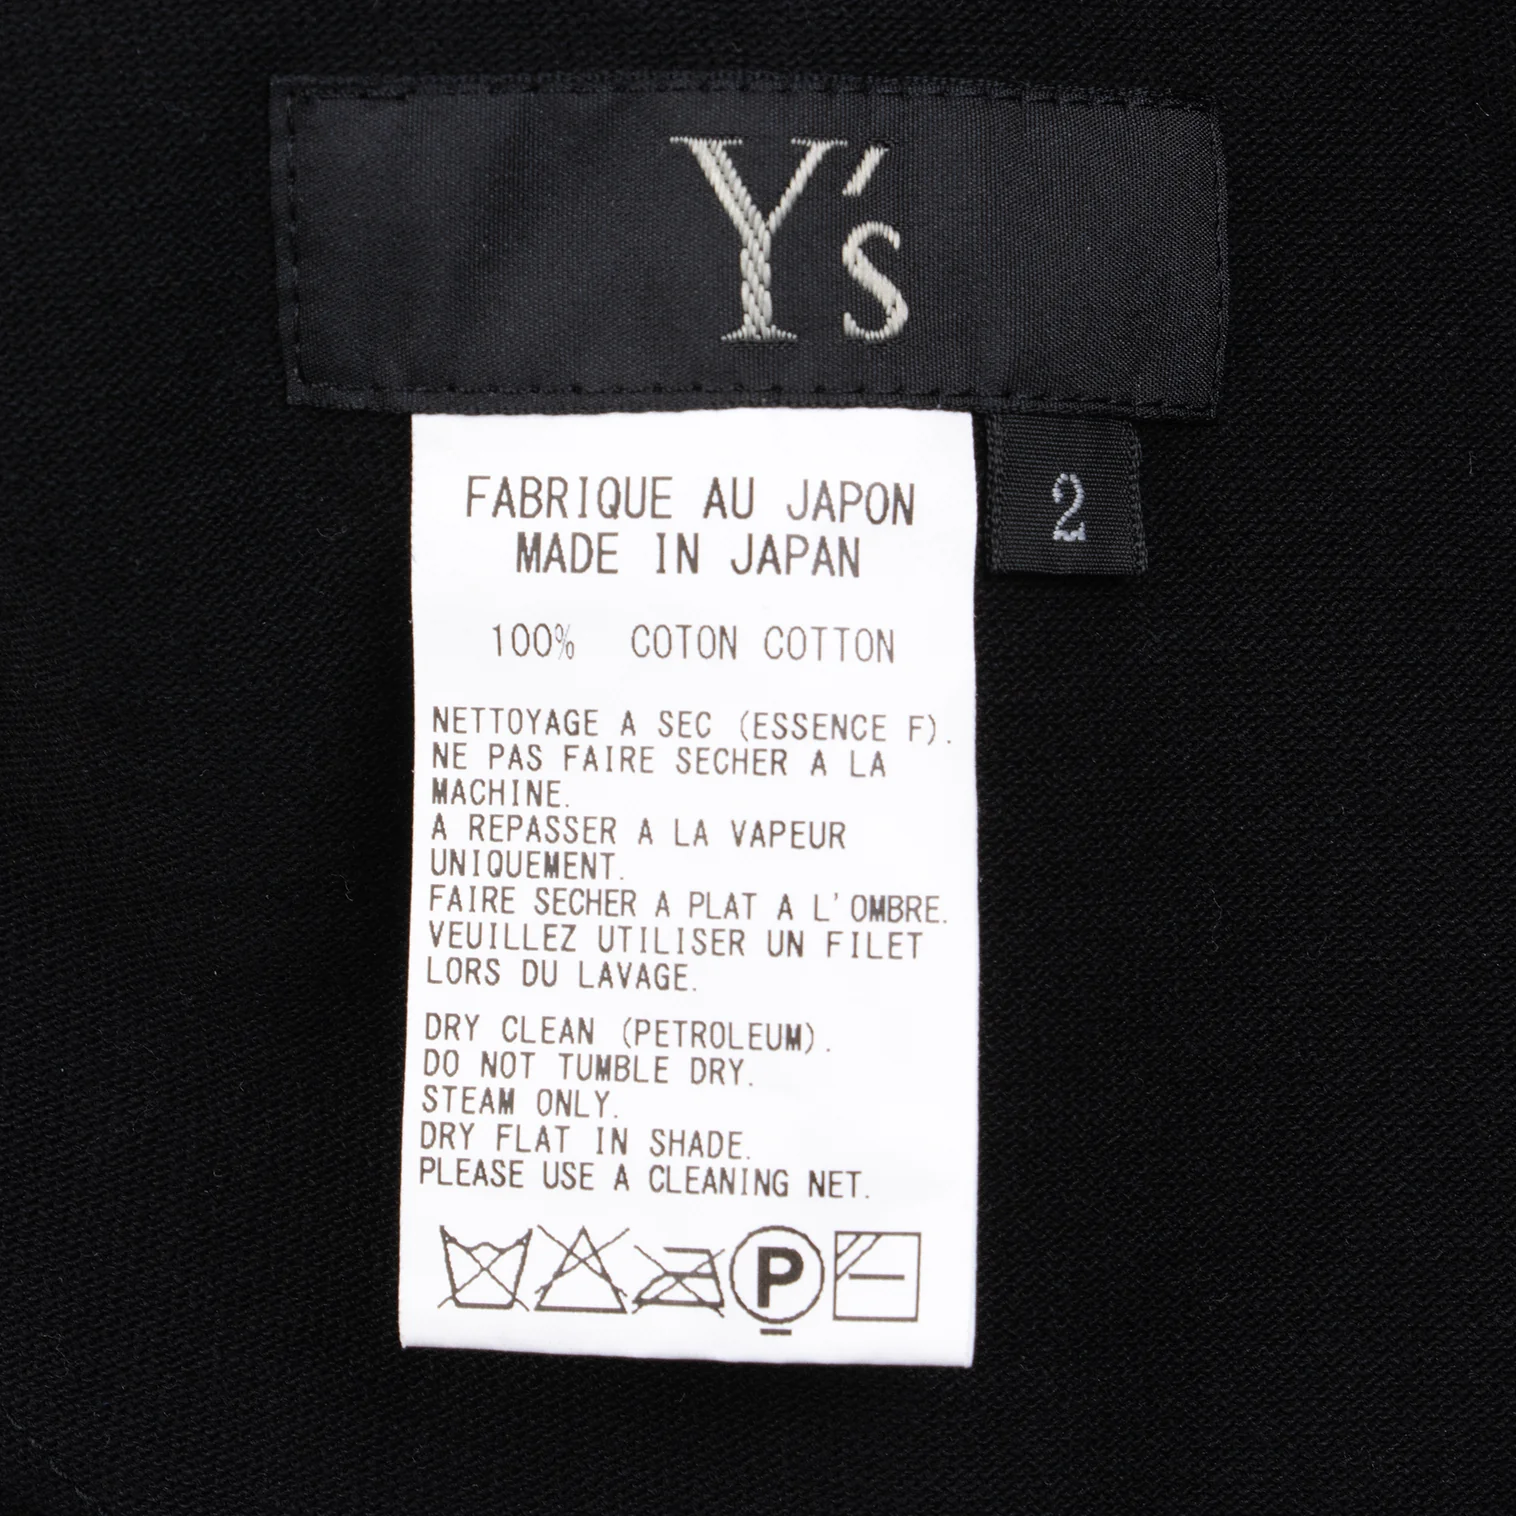 Y's
2
FABRIQUE AU JAPON
MADE IN JAPAN
100% COTON COTTON
NETTOYAGE A SEC (ESSENCE F).
NE PAS FAIRE SECHER A LA
MACHINE.
A REPASSER A LA VAPEUR
UNIQUEMENT.
FAIRE SECHER A PLAT A L'OMBRE.
VEUILLEZ UTILISER UN FILET
LORS DU LAVAGE.
DRY CLEAN (PETROLEUM).
DO NOT TUMBLE DRY.
STEAM ONLY.
DRY FLAT IN SHADE.
PLEASE USE A CLEANING NET.
P